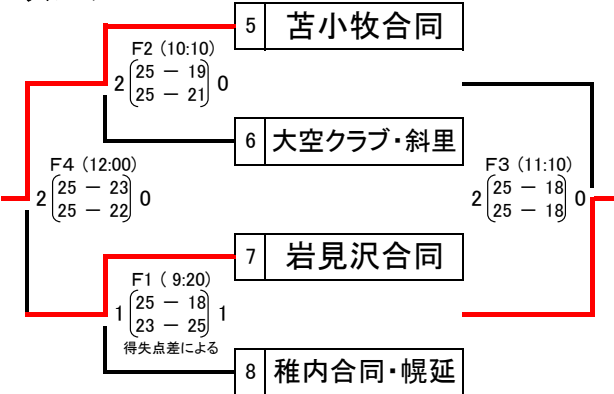 5 苫小牧合同
F2 (10:10)
2 25 － 19 0
25 － 21
6 大空クラブ・斜里
F4 (12:00)
2 25 － 23 0
25 － 22
F3 (11:10)
2 25 － 18 0
25 － 18
7 岩見沢合同
F1 ( 9:20)
1 25 － 18 1
23 － 25
得失点差による
8 稚内合同・幌延